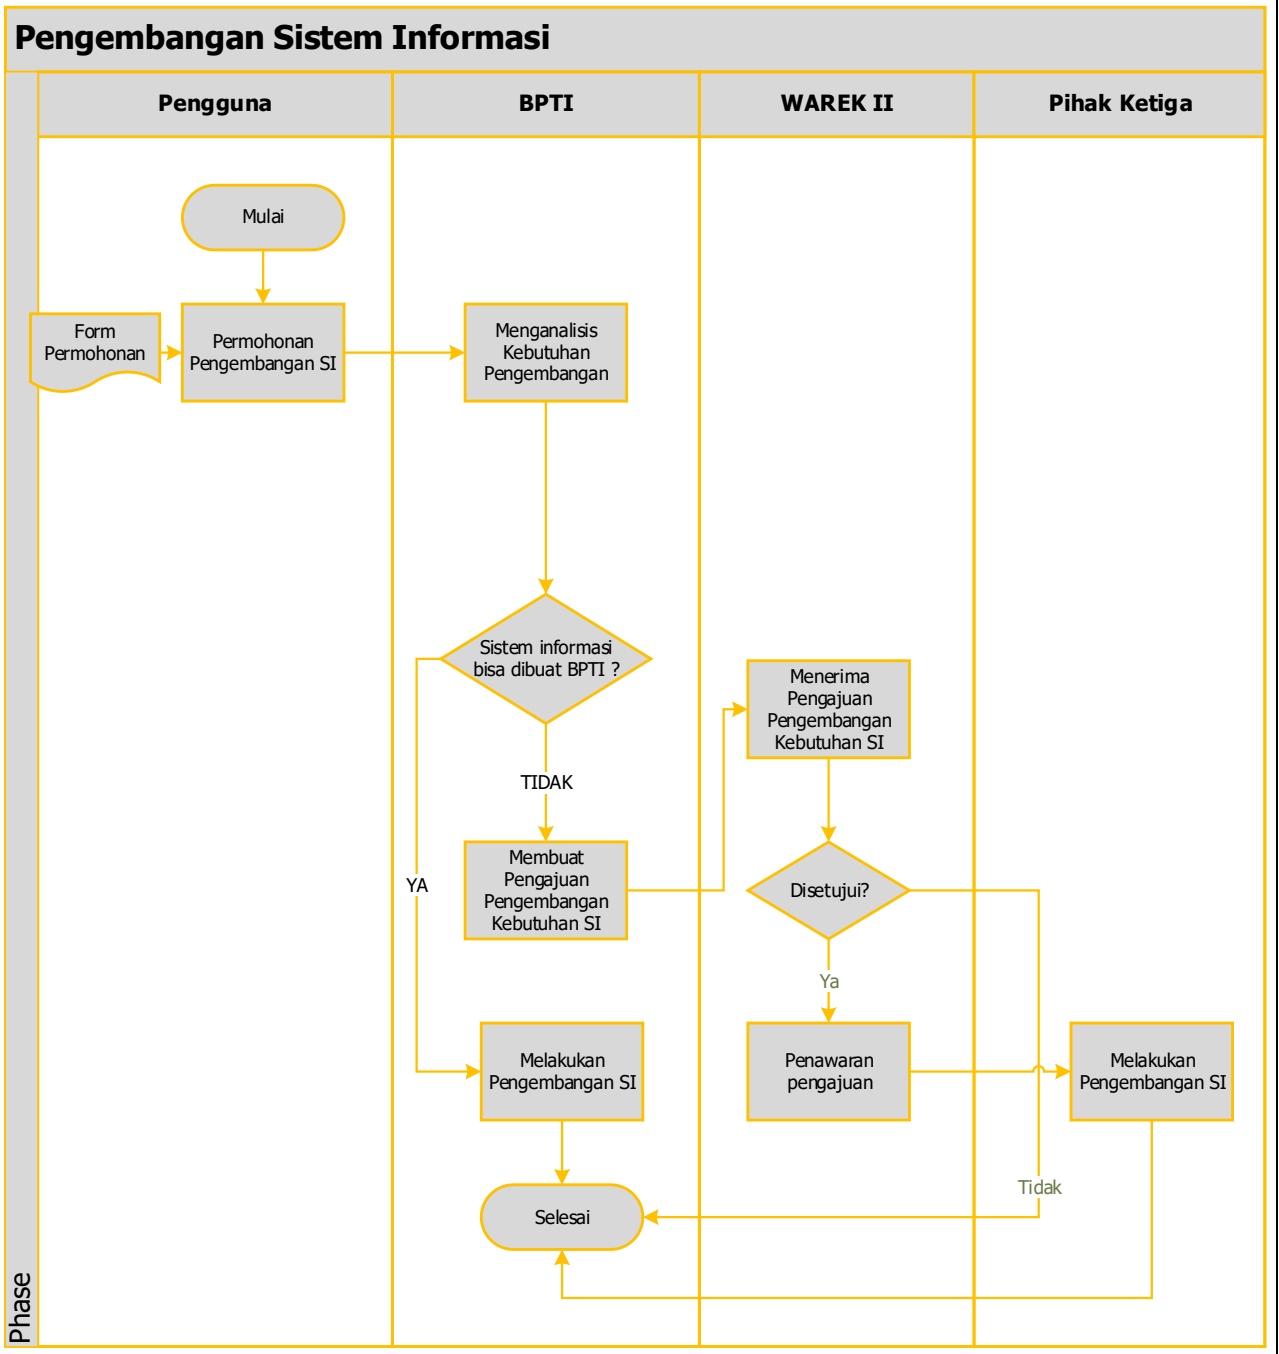 Pengembangan Sistem Informasi
Pengguna
BPTI
WAREK II
Pihak Ketiga
Mulai
Form
Permohonan
Permohonan
Pengembangan SI
Menganalisis
Kebutuhan
Pengembangan
Sistem informasi
bisa dibuat BPTI ?
TIDAK
YA
Membuat
Pengajuan
Pengembangan
Kebutuhan SI
Menerima
Pengajuan
Pengembangan
Kebutuhan SI
Disetujui?
Ya
Tidak
Penawaran
pengajuan
Melakukan
Pengembangan SI
Melakukan
Pengembangan SI
Selesai
Phase